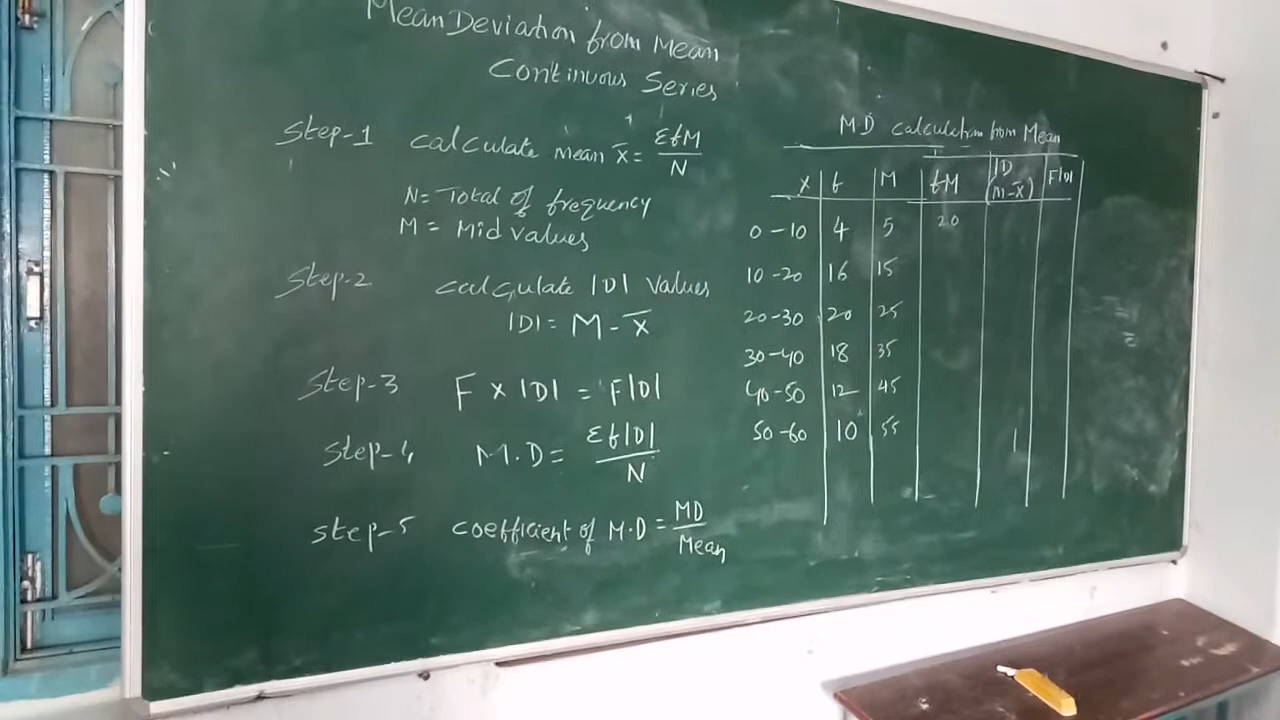 Mean Deviation from Mean
Continuous Series
Step-1 calculate mean x̄ = ΣfM/N
N = Total of frequency
M = Mid values
Step-2 calculate |D| values
|D| = M - x̄
Step-3 F x |D| = F|D|
Step-4 M.D = Σf|D|/N
Step-5 coefficient of M.D = MD/Mean
M.D calculation from Mean
x f M fM |D (M-x̄) F|D|
0-10 4 5 20
10-20 16 15
20-30 20 25
30-40 18 35
40-50 12 45
50-60 10 55